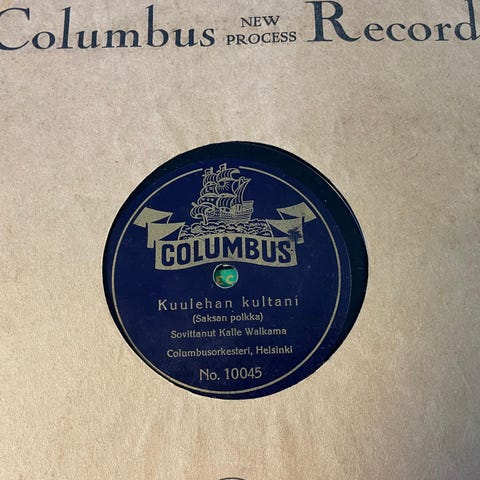 Columbus NEW PROCESS Record
COLUMBUS
Kuulehan kultani
(Saksan polkka)
Sovittanut Kalle Walkama
Columbusorkesteri, Helsinki
No. 10045